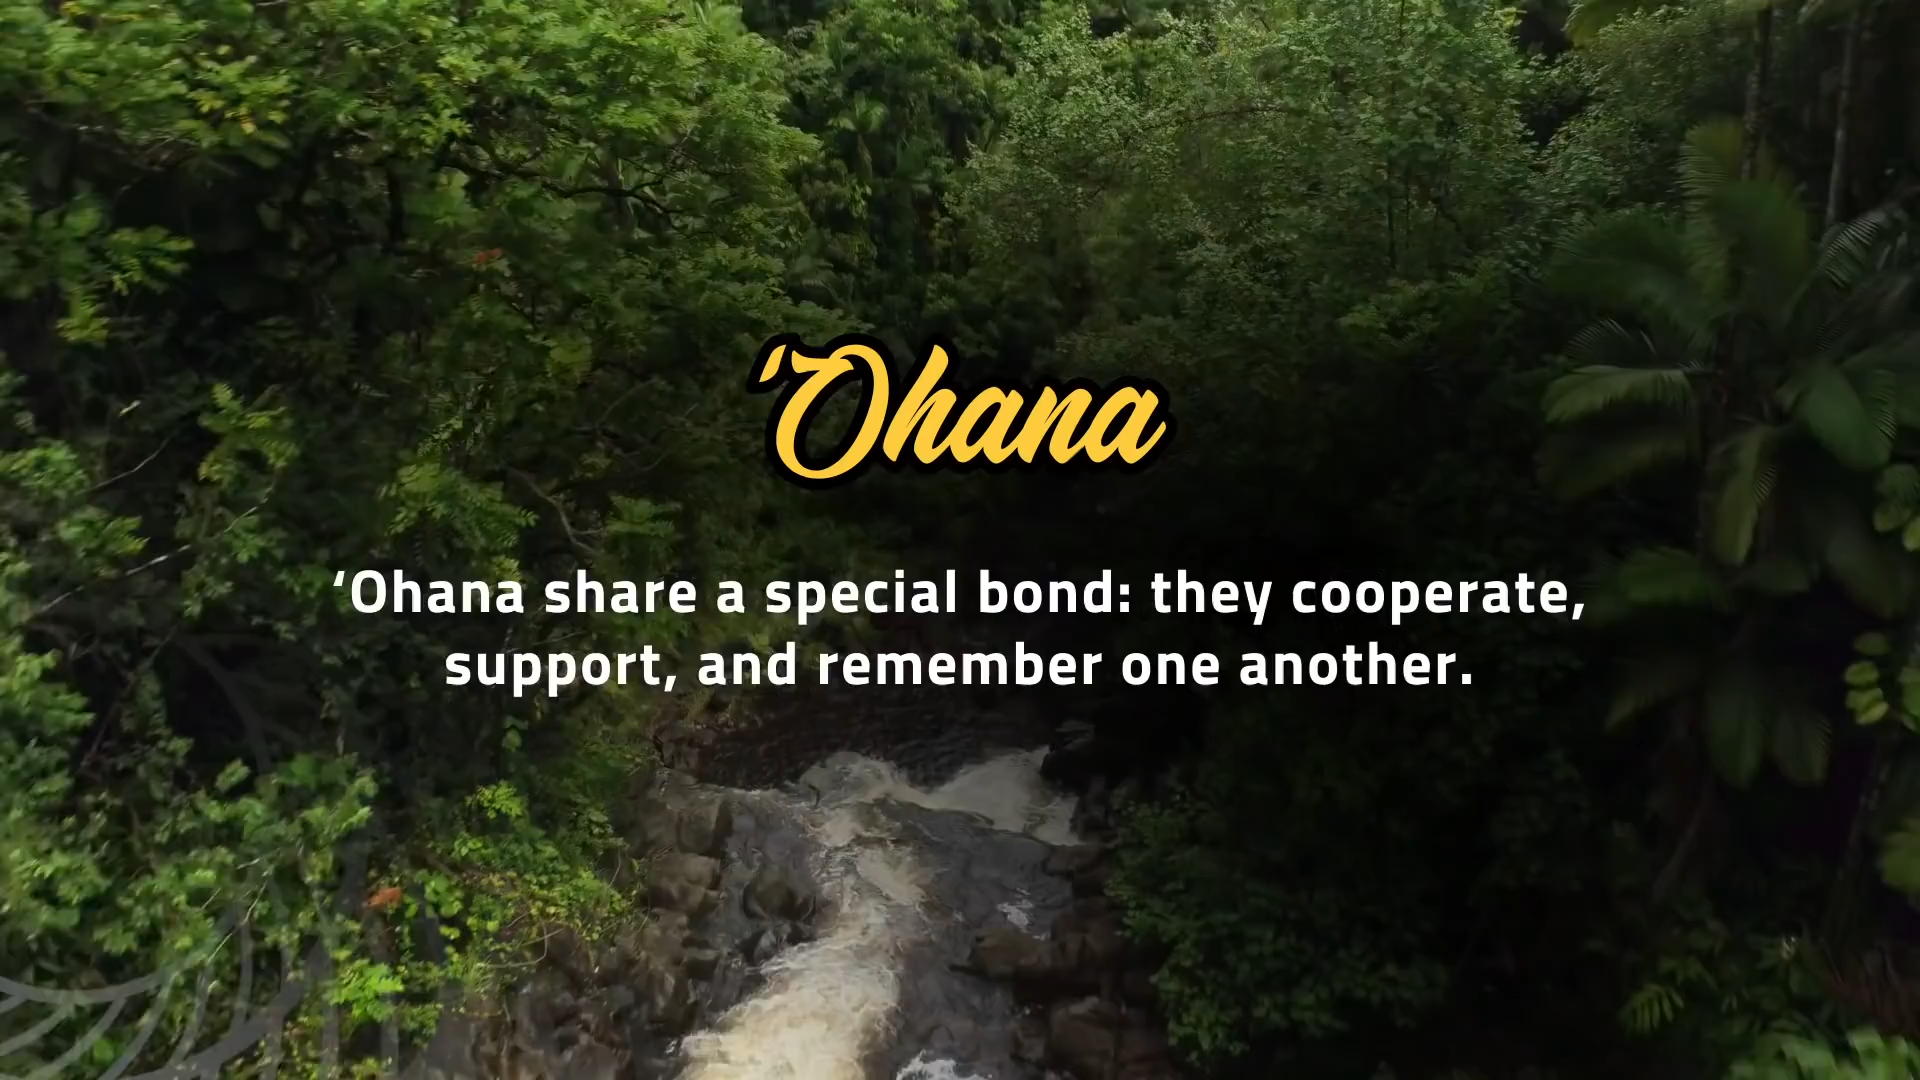 ‘Ohana
‘Ohana share a special bond: they cooperate,
support, and remember one another.